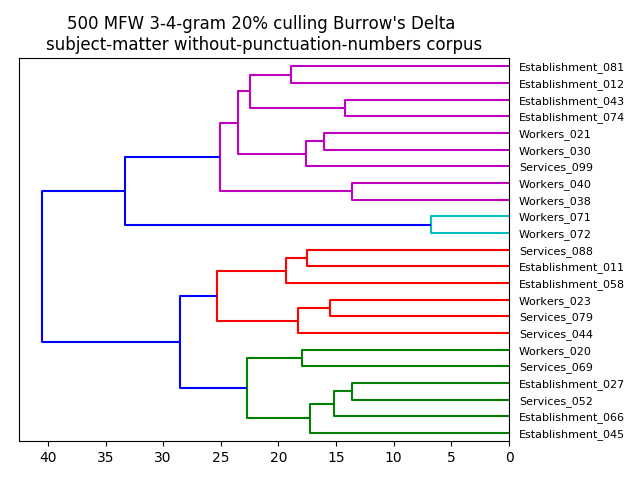 500 MFW 3-4-gram 20% culling Burrow's Delta
subject-matter without-punctuation-numbers corpus
Establishment_081
Establishment_012
Establishment_043
Establishment_074
Workers_021
Workers_030
Services_099
Workers_040
Workers_038
Workers_071
Workers_072
Services_088
Establishment_011
Establishment_058
Workers_023
Services_079
Services_044
Workers_020
Services_069
Establishment_027
Services_052
Establishment_066
Establishment_045
40 35 30 25 20 15 10 5 0